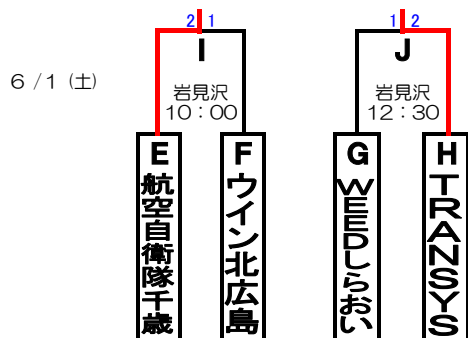 2 1
1 2
I
J
6/1 (土)
岩見沢
10:00
岩見沢
12:30
E
航空自衛隊千歳
F
ウイン北広島
G
WEEDしらおい
H
TRANSYS